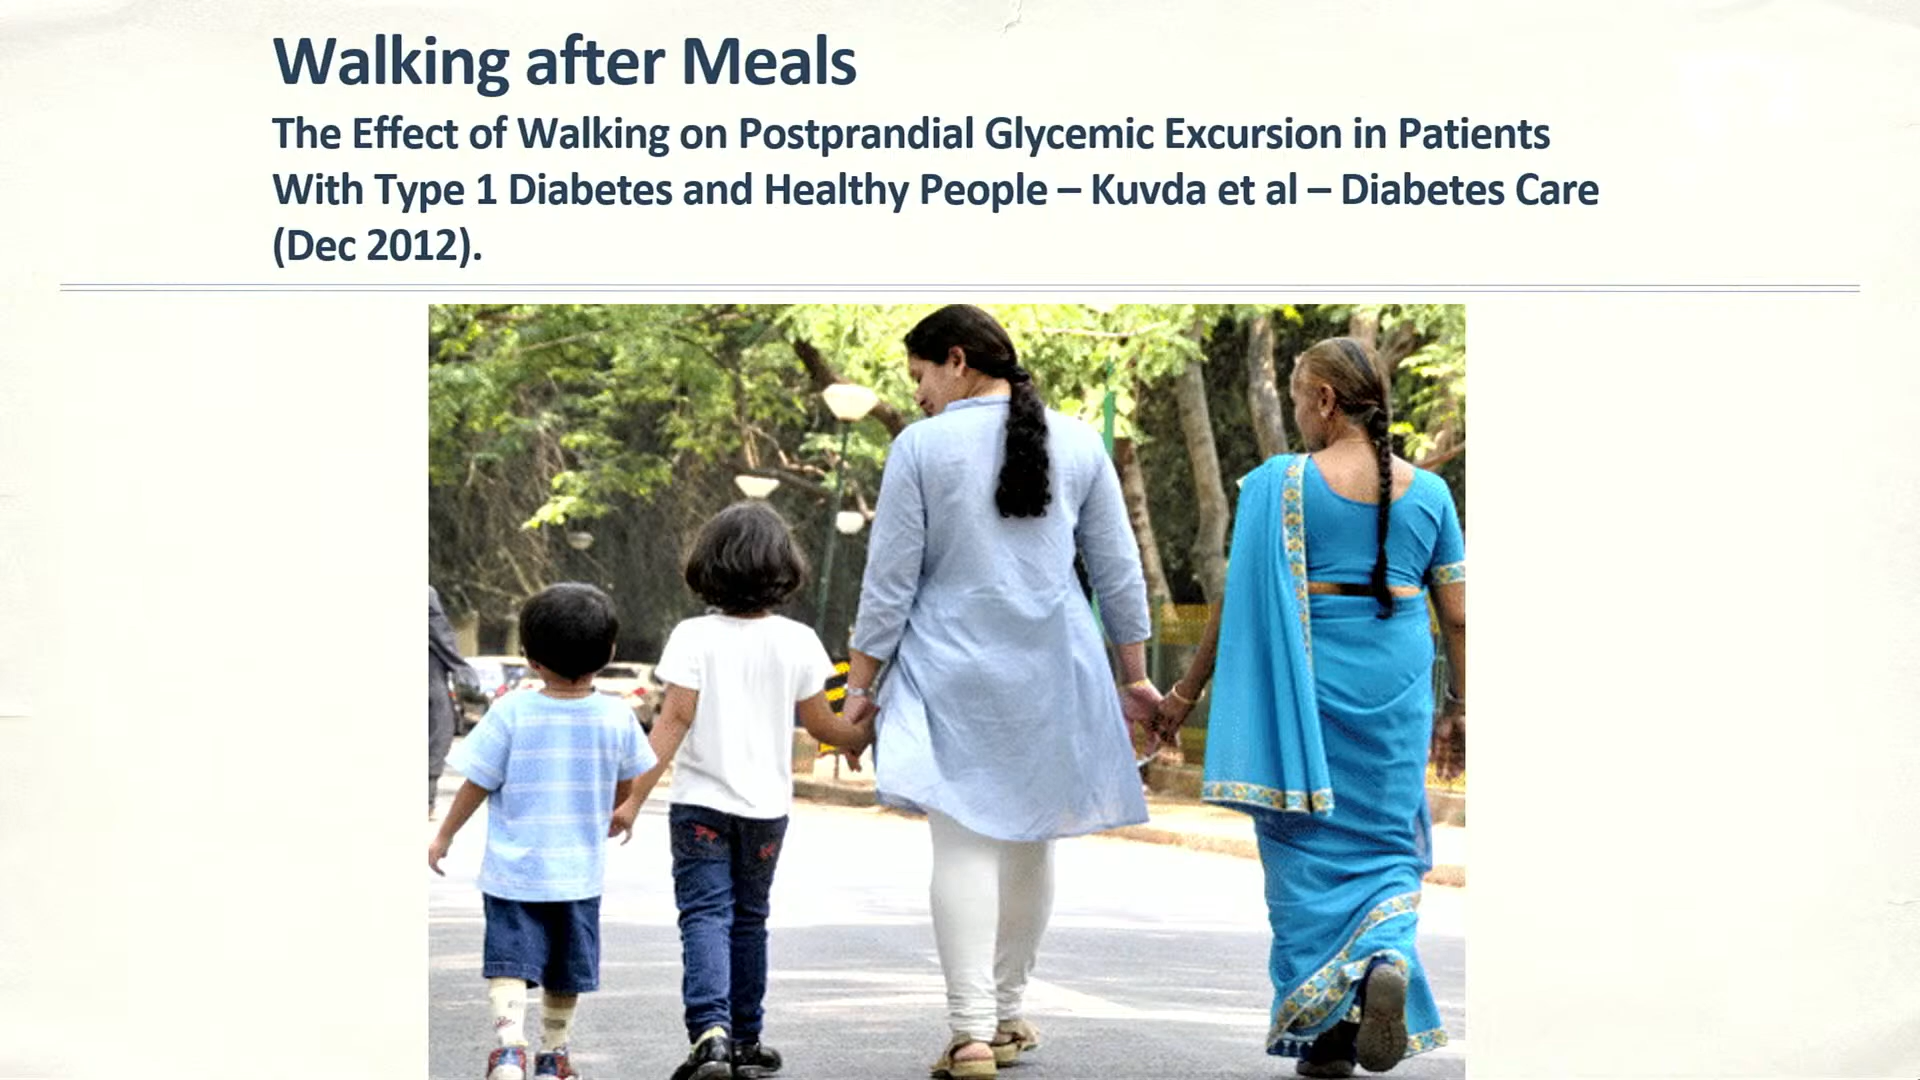 Walking after Meals
The Effect of Walking on Postprandial Glycemic Excursion in Patients
With Type 1 Diabetes and Healthy People – Kuvda et al – Diabetes Care
(Dec 2012).